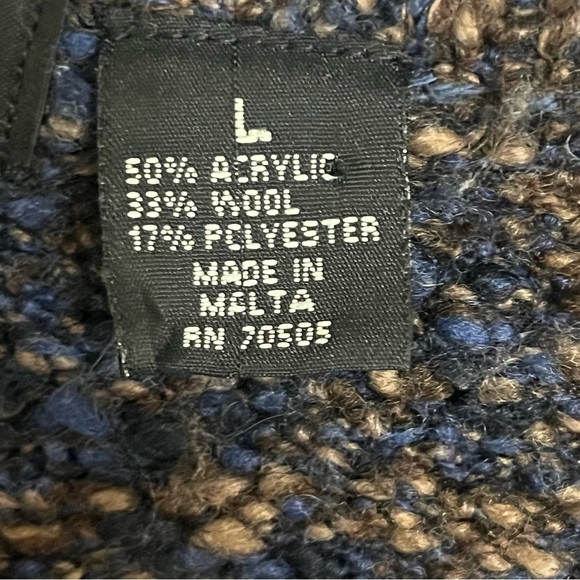 L
50% ACRYLIC
33% WOOL
17% POLYESTER
MADE IN
MALTA
RN 70505